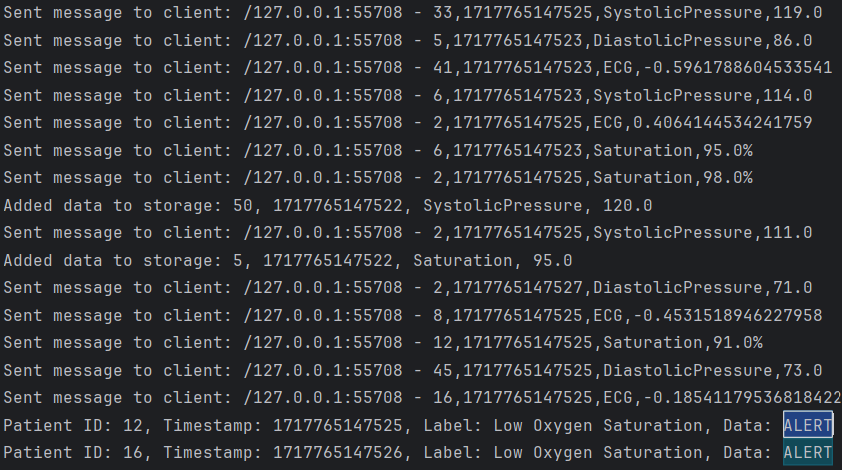 Sent message to client: /127.0.0.1:55708 - 33,1717765147525,SystolicPressure,119.0
Sent message to client: /127.0.0.1:55708 - 5,1717765147523,DiastolicPressure,86.0
Sent message to client: /127.0.0.1:55708 - 41,1717765147523,ECG,-0.5961788604533541
Sent message to client: /127.0.0.1:55708 - 6,1717765147523,SystolicPressure,114.0
Sent message to client: /127.0.0.1:55708 - 2,1717765147525,ECG,0.4064144534241759
Sent message to client: /127.0.0.1:55708 - 6,1717765147523,Saturation,95.0%
Sent message to client: /127.0.0.1:55708 - 2,1717765147525,Saturation,98.0%
Added data to storage: 50, 1717765147522, SystolicPressure, 120.0
Sent message to client: /127.0.0.1:55708 - 2,1717765147525,SystolicPressure,111.0
Added data to storage: 5, 1717765147522, Saturation, 95.0
Sent message to client: /127.0.0.1:55708 - 2,1717765147527,DiastolicPressure,71.0
Sent message to client: /127.0.0.1:55708 - 8,1717765147525,ECG,-0.4531518946227958
Sent message to client: /127.0.0.1:55708 - 12,1717765147525,Saturation,91.0%
Sent message to client: /127.0.0.1:55708 - 45,1717765147525,DiastolicPressure,73.0
Sent message to client: /127.0.0.1:55708 - 16,1717765147525,ECG,-0.18541179536818422
Patient ID: 12, Timestamp: 1717765147525, Label: Low Oxygen Saturation, Data: ALERT
Patient ID: 16, Timestamp: 1717765147526, Label: Low Oxygen Saturation, Data: ALERT